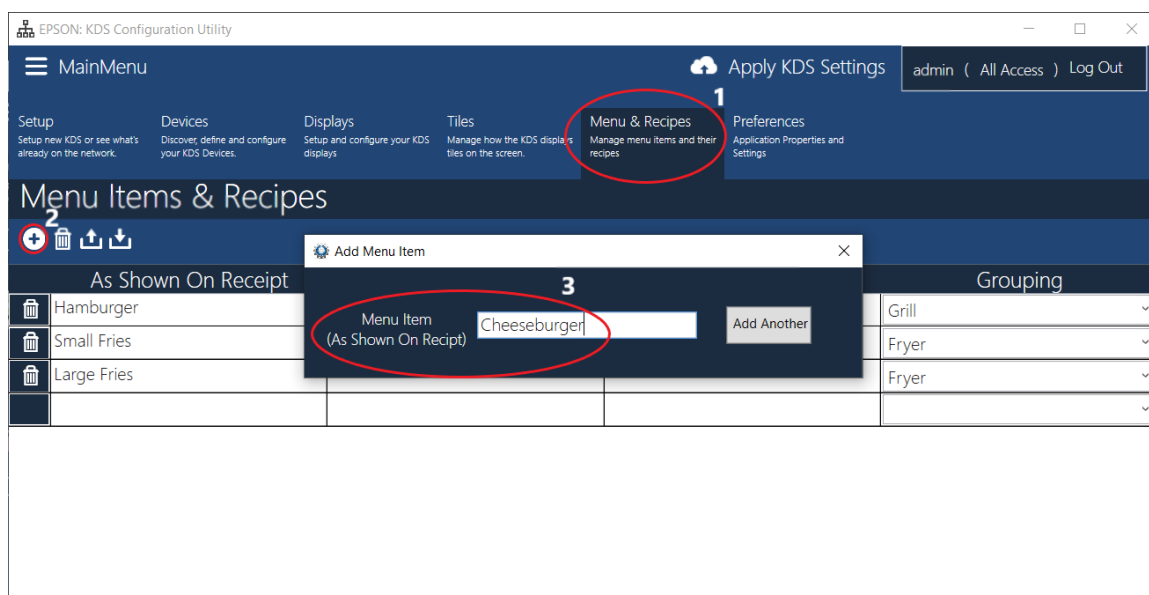 EPSON: KDS Configuration Utility
MainMenu
Apply KDS Settings
admin ( All Access ) Log Out
1
Setup
Setup new KDS or see what's
already on the network.
Devices
Discover, define and configure
your KDS Devices.
Displays
Setup and configure your KDS
displays
Tiles
Manage how the KDS displays
tiles on the screen.
Menu & Recipes
Manage menu items and their
recipes
Preferences
Application Properties and
Settings
Menu Items & Recipes
2
As Shown On Receipt
Grouping
Hamburger
Grill
Small Fries
Fryer
Large Fries
Fryer
Add Menu Item
3
Menu Item
(As Shown On Recipt)
Cheeseburger
Add Another